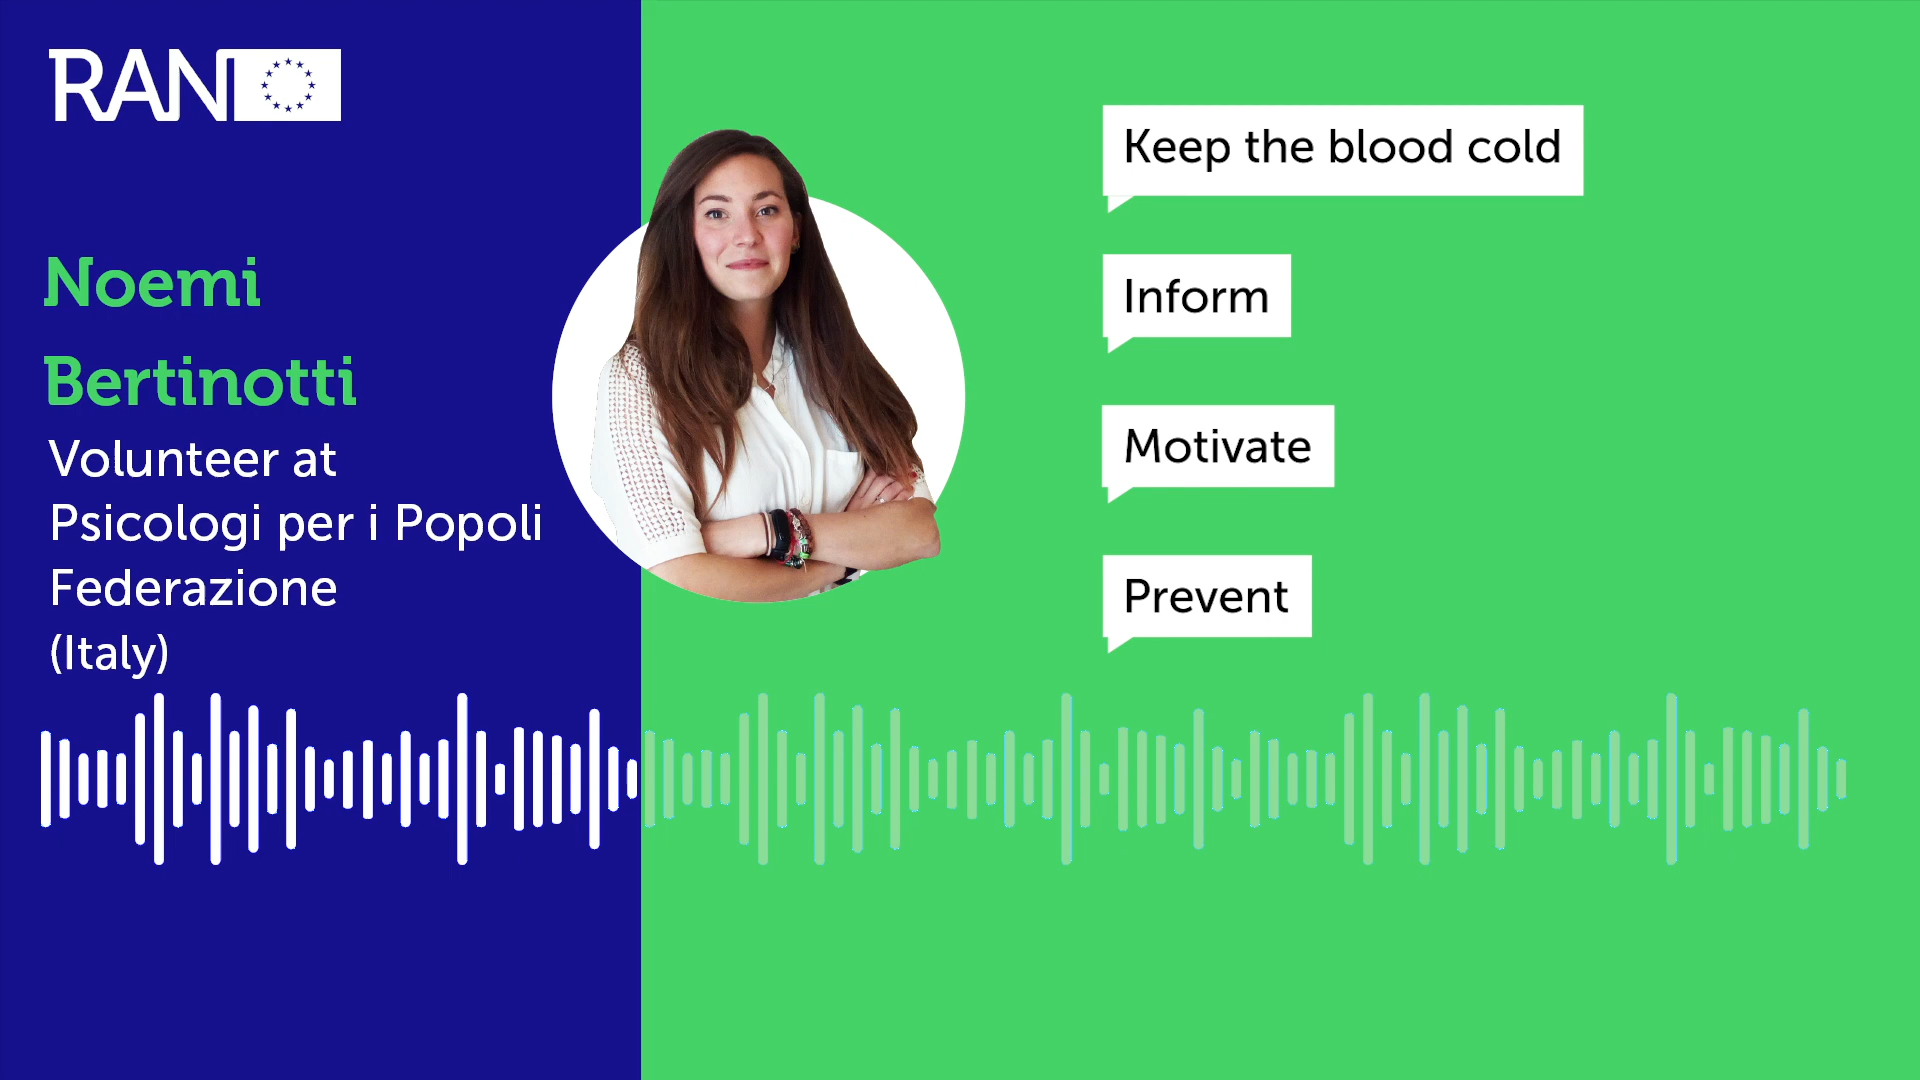 RAN
Noemi
Bertinotti
Volunteer at
Psicologi per i Popoli
Federazione
(Italy)
Keep the blood cold
Inform
Motivate
Prevent